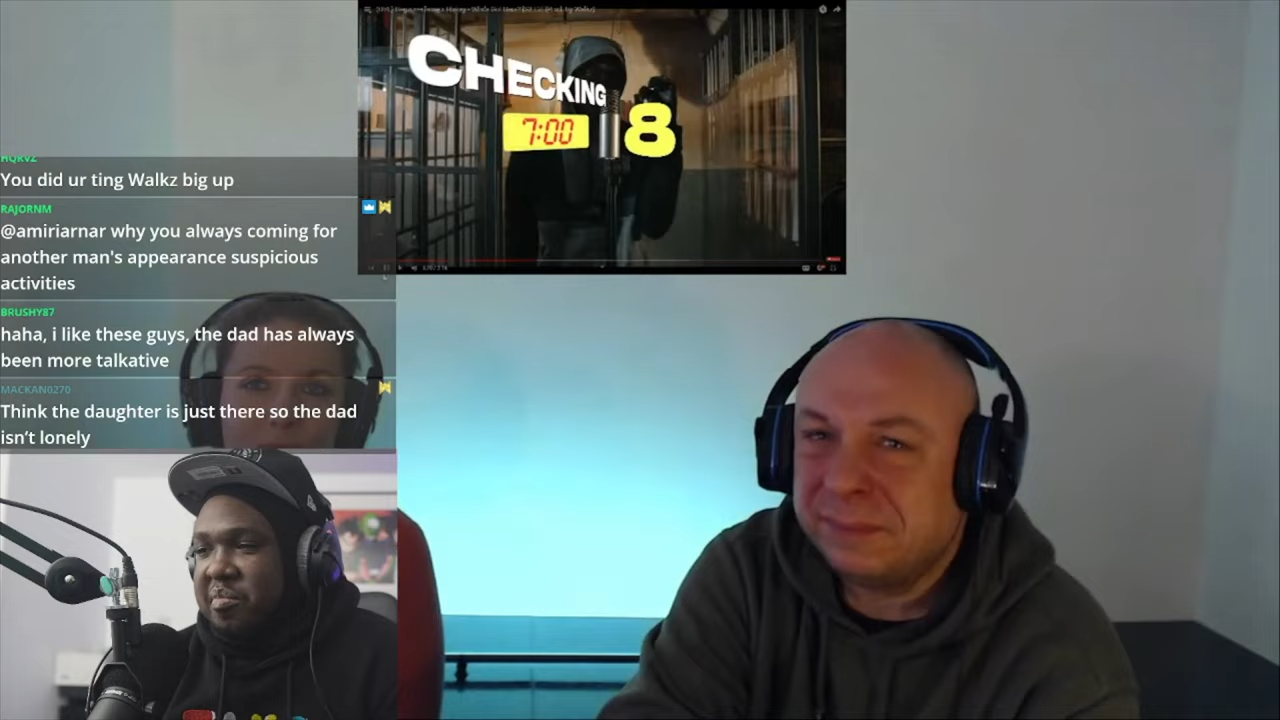 CHECKING
7:00
8
HQRVZ
You did ur ting Walkz big up
RAJORNM
@amiriarnar why you always coming for
another man's appearance suspicious
activities
BRUSHY87
haha, i like these guys, the dad has always
been more talkative
MACKAN0270
Think the daughter is just there so the dad
isn't lonely